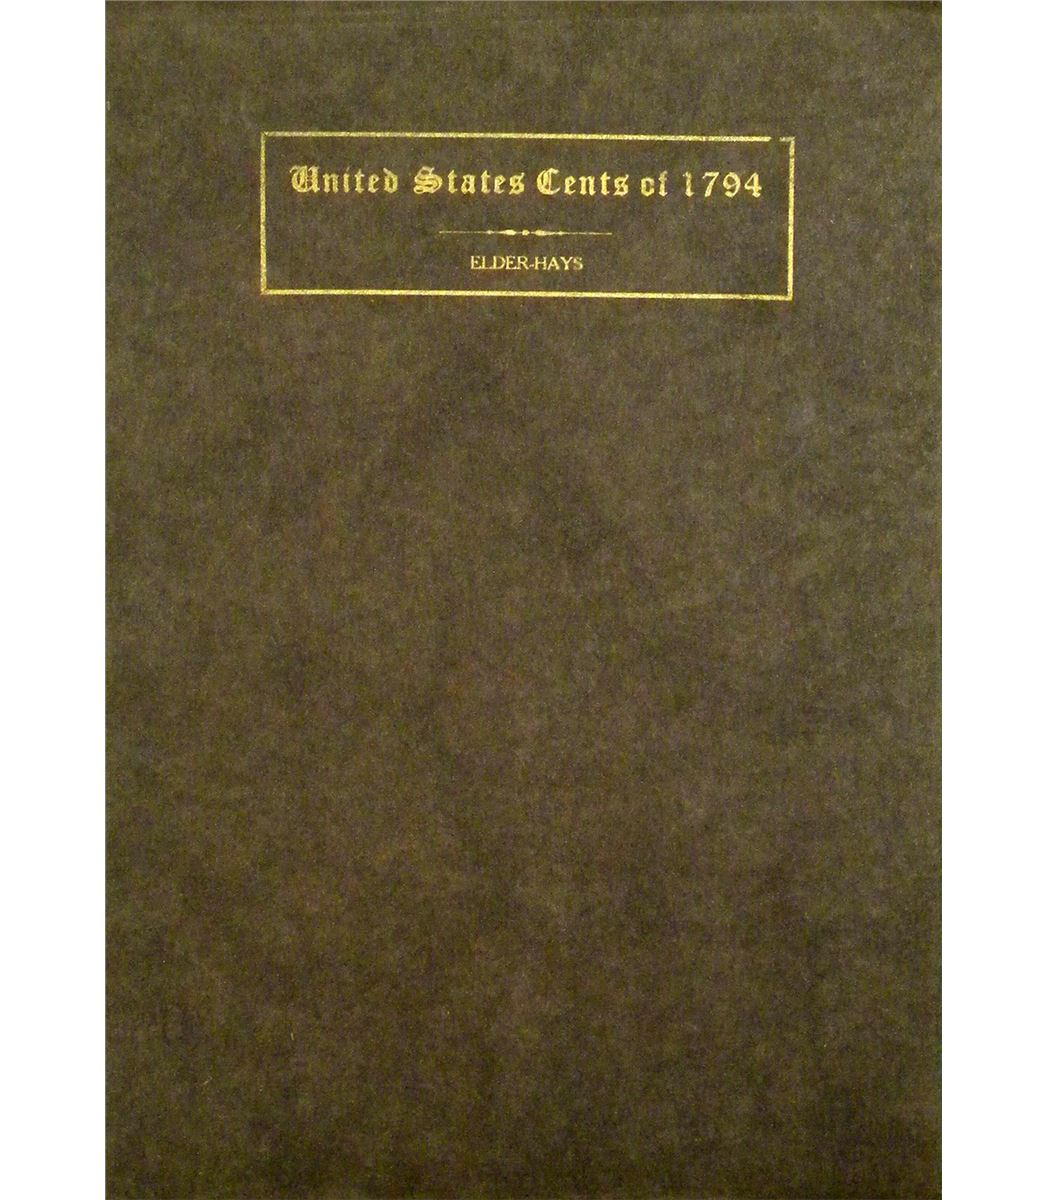 United States Cents of 1794
ELDER-HAYS